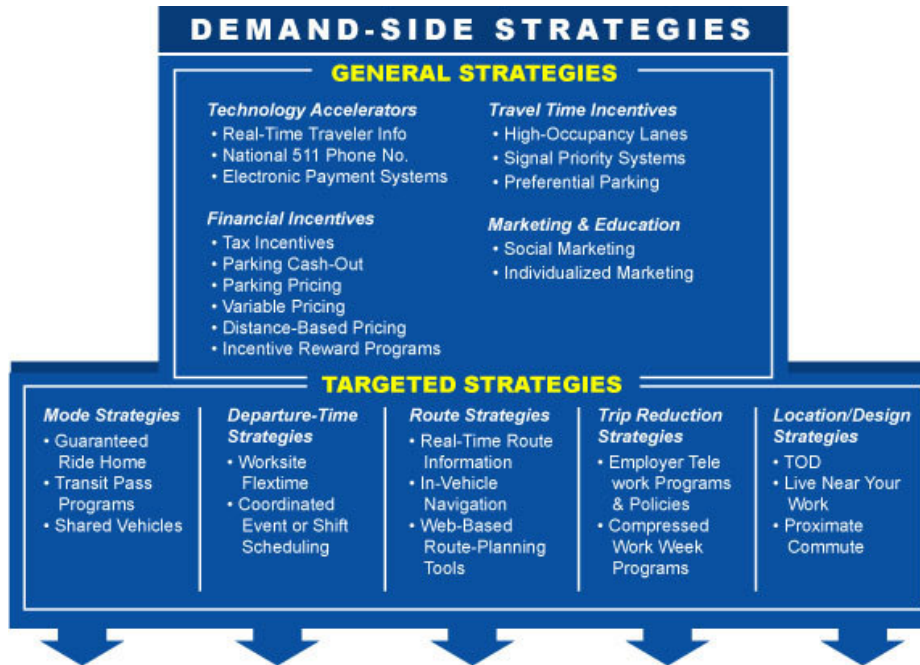 DEMAND-SIDE STRATEGIES
GENERAL STRATEGIES
Technology Accelerators
• Real-Time Traveler Info
• National 511 Phone No.
• Electronic Payment Systems
Financial Incentives
• Tax Incentives
• Parking Cash-Out
• Parking Pricing
• Variable Pricing
• Distance-Based Pricing
• Incentive Reward Programs
Travel Time Incentives
• High-Occupancy Lanes
• Signal Priority Systems
• Preferential Parking
Marketing & Education
• Social Marketing
• Individualized Marketing
TARGETED STRATEGIES
Mode Strategies
• Guaranteed
Ride Home
• Transit Pass
Programs
• Shared Vehicles
Departure-Time
Strategies
• Worksite
Flextime
• Coordinated
Event or Shift
Scheduling
Route Strategies
• Real-Time Route
Information
• In-Vehicle
Navigation
• Web-Based
Route-Planning
Tools
Trip Reduction
Strategies
• Employer Tele
work Programs
& Policies
• Compressed
Work Week
Programs
Location/Design
Strategies
• TOD
• Live Near Your
Work
• Proximate
Commute